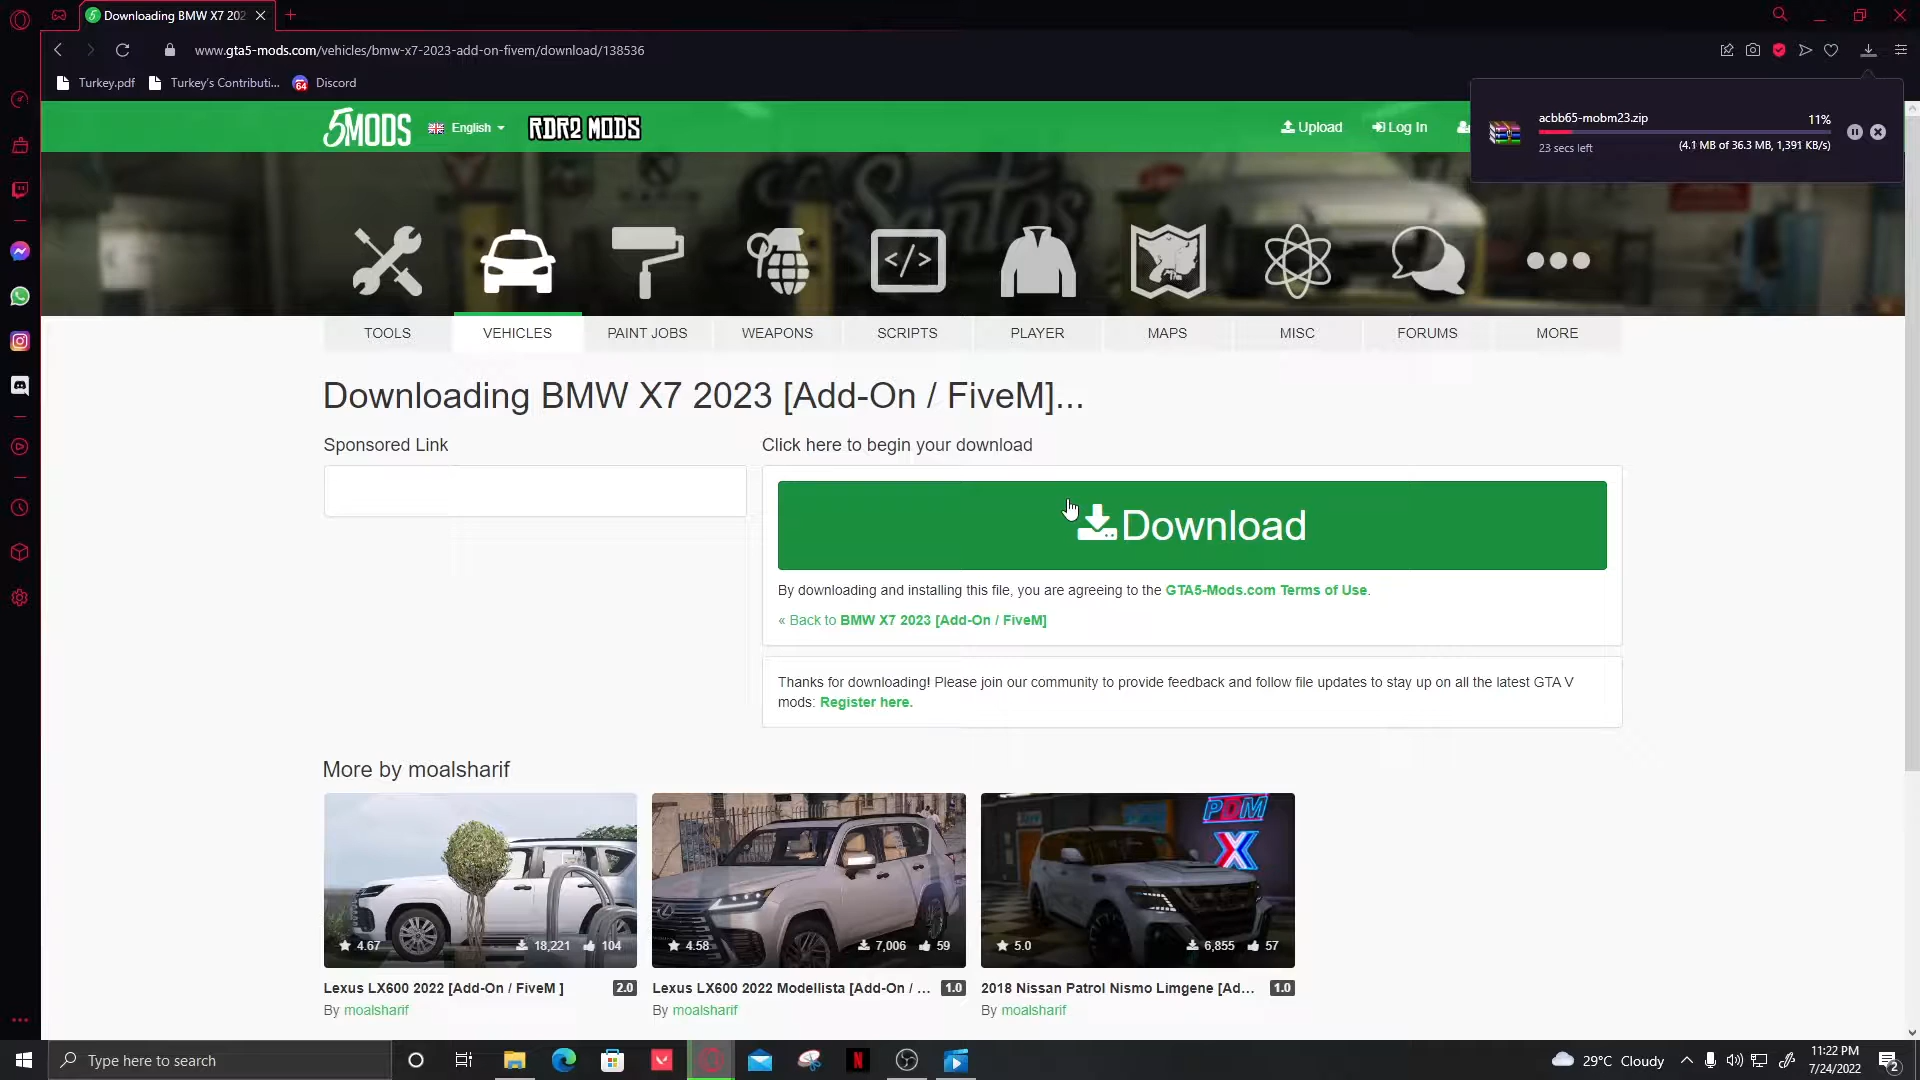 Downloading BMW X7 202
www.gta5-mods.com/vehicles/bmw-x7-2023-add-on-fivem/download/138536
Turkey.pdf
Turkey's Contributi...
64
Discord
acbb65-mobm23.zip
11%
23 secs left
(4.1 MB of 36.3 MB, 1,391 KB/s)
5MODS
English
RDR2 MODS
Upload
Log In
Los Santos
TOOLS
VEHICLES
PAINT JOBS
WEAPONS
SCRIPTS
PLAYER
MAPS
MISC
FORUMS
MORE
Downloading BMW X7 2023 [Add-On / FiveM]...
Sponsored Link
Click here to begin your download
Download
By downloading and installing this file, you are agreeing to the GTA5-Mods.com Terms of Use.
« Back to BMW X7 2023 [Add-On / FiveM]
Thanks for downloading! Please join our community to provide feedback and follow file updates to stay up on all the latest GTA V
mods: Register here.
More by moalsharif
4.67
18,221
104
4.58
7,006
59
PDM
X
5.0
6,855
57
Lexus LX600 2022 [Add-On / FiveM ]
2.0
By moalsharif
Lexus LX600 2022 Modellista [Add-On / ...
1.0
By moalsharif
2018 Nissan Patrol Nismo Limgene [Ad...
1.0
By moalsharif
Type here to search
29°C Cloudy
11:22 PM
7/24/2022
2